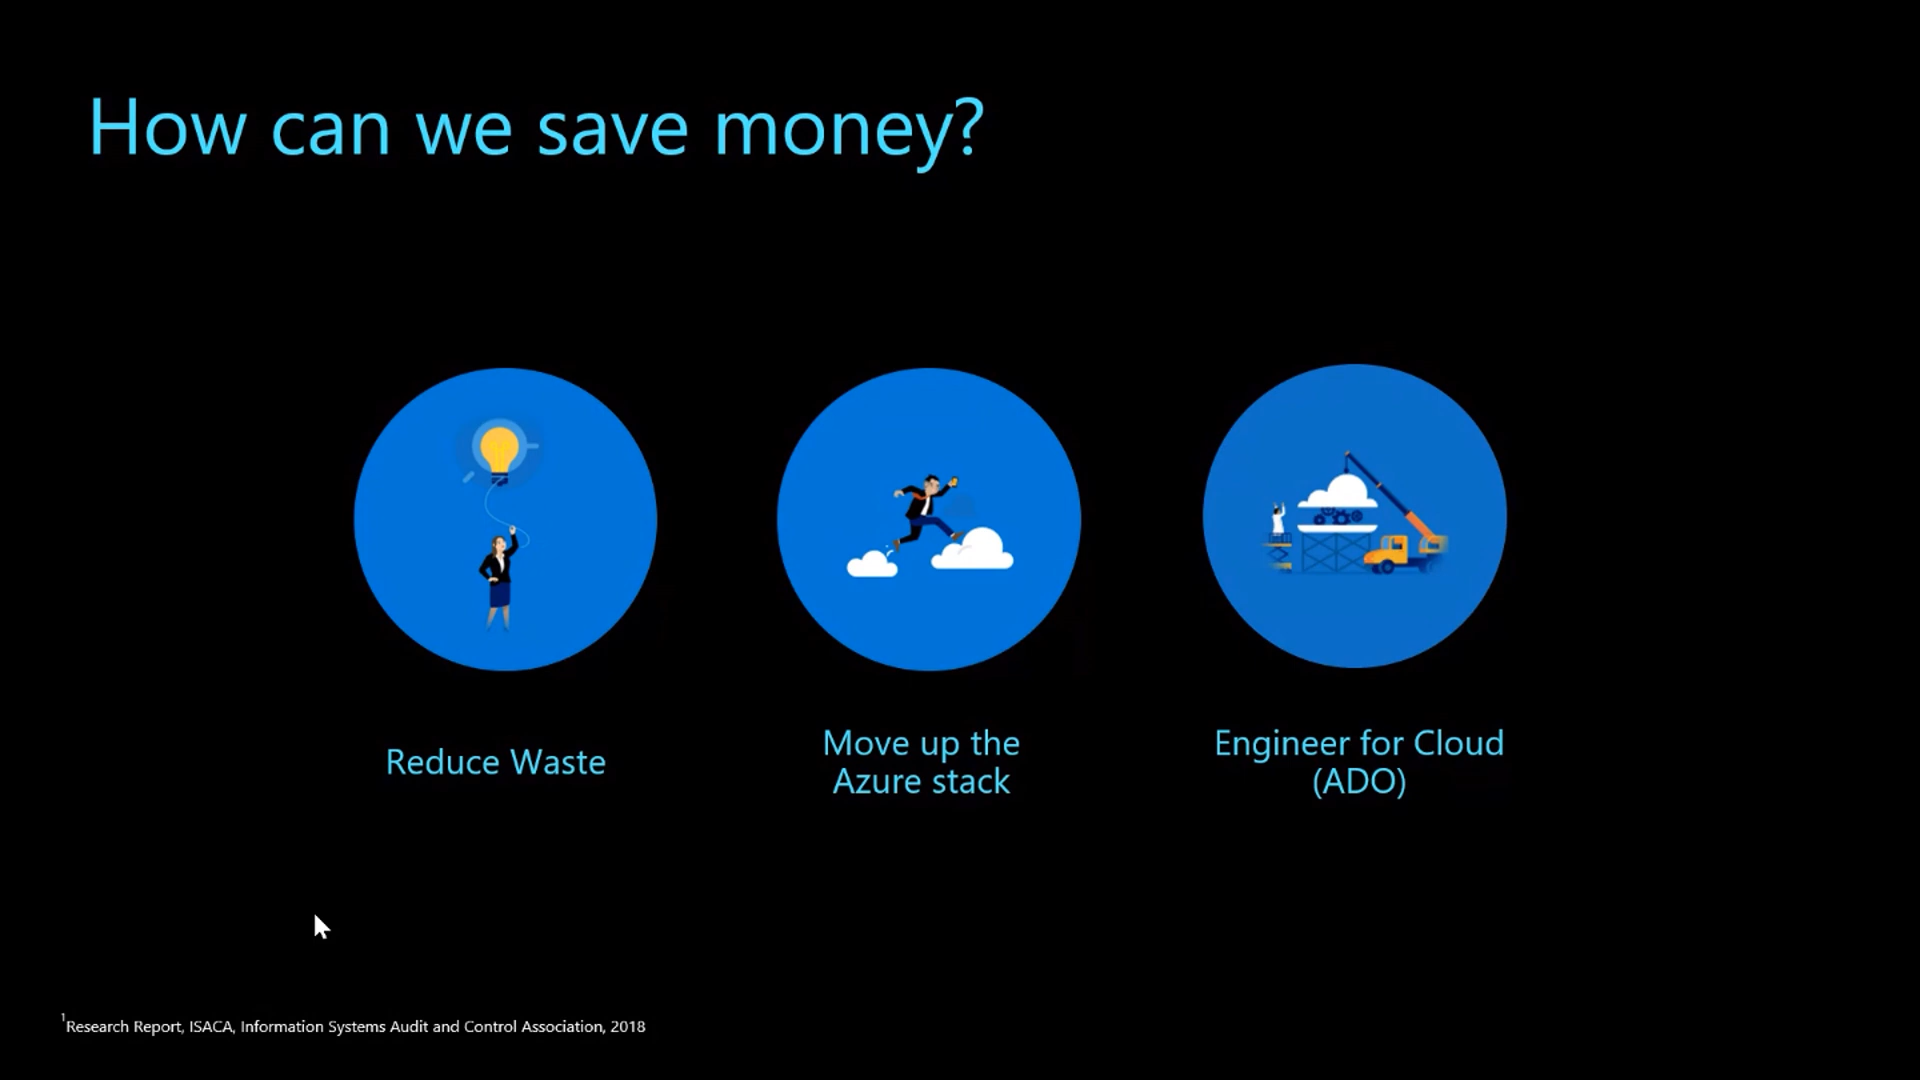 How can we save money?
Reduce Waste
Move up the
Azure stack
Engineer for Cloud
(ADO)
¹Research Report, ISACA, Information Systems Audit and Control Association, 2018